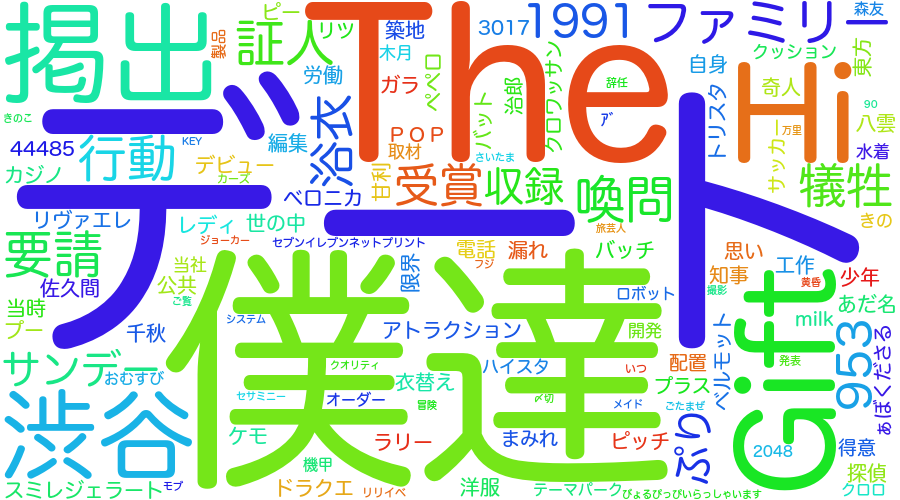 掲出
製品
証人
ピー
リツ
The
築地
3017
1991
ファミリー
森友
木月
クロワッサン
クッション
東方
自身
Hi
奇人
労働
ガラ
ペペロ
治郎
辞任
きのこ
デート
浴衣
POP
バット
ア゛
トリスタ
90
八雲
44485
行動
KEY
編集
取材
さいたま
サッカー
万里
水着
カジノ
デビュー
カーズ
ベロニカ
甘利
受賞
収録
喚問
犠牲
リヴァエレ
レディ
世の中
旅芸人
きの
要請
ジョーカー
セブンイレブンネットプリント
電話
漏れ
バッチ
思い
当社
限界
フジ
知事
工作
少年
佐久間
公共
ご覧
僕達
ロボット
撮影
黄昏
Gift
あだ名
当時
プー
千秋
システム
アトラクション
開発
milk
953
サンデー
クオリティ
ハイスタ
配置
ベルモット
発表
あぼくださる
おむすび
衣替え
いつ
プラス
渋谷
セサミニー
オーダー
冒険
〆切
メイド
ごたまぜ
ケモ
ラリー
まみれ
ピッチ
ぷり
2048
得意
機甲
探偵
スミレジェラート
モブ
ドラクエ
リリイベ
洋服
テーマパーク
ぴょるぴっぴいらっしゃいます
クロロ